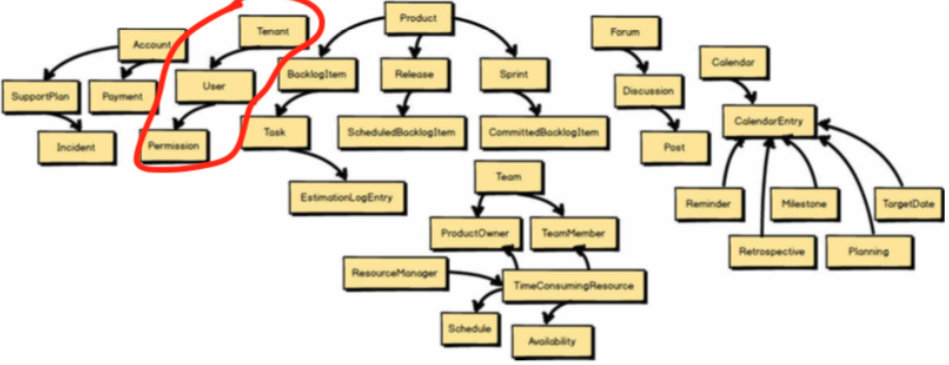 Product
Tenant
Forum
Account
Calendar
BacklogItem
Release
Sprint
User
Discussion
SupportPlan
Payment
CalendarEntry
Task
ScheduledBacklogItem
CommittedBacklogItem
Incident
Permission
Post
Team
EstimationLogEntry
Reminder
Milestone
TargetDate
ProductOwner
TeamMember
Retrospective
Planning
ResourceManager
TimeConsumingResource
Schedule
Availability